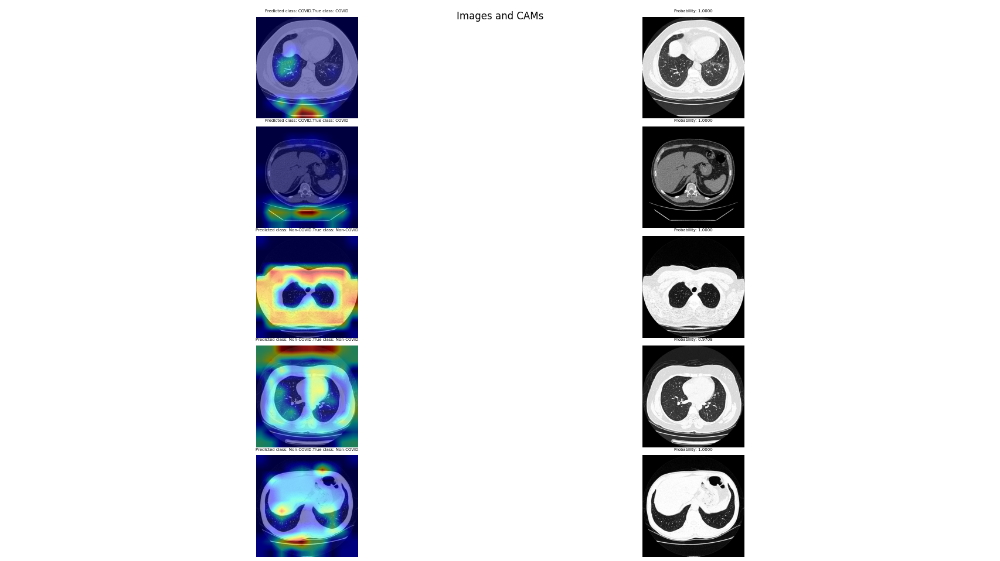 Images and CAMs
Predicted class: COVID.True class: COVID
Probability: 1.0000
Predicted class: COVID.True class: COVID
Probability: 1.0000
Predicted class: Non-COVID.True class: Non-COVID
Probability: 1.0000
Predicted class: Non-COVID.True class: Non-COVID
Probability: 0.9708
Predicted class: Non-COVID.True class: Non-COVID
Probability: 1.0000